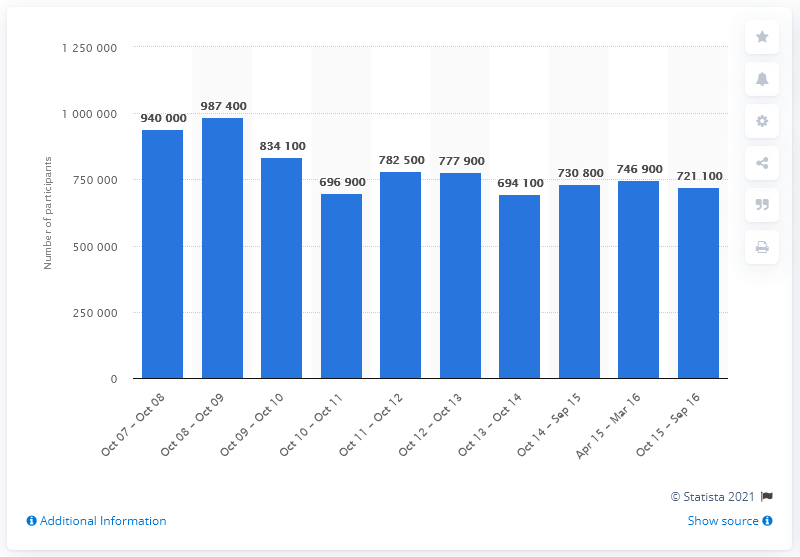 1 250 000
1 000 000
750 000
500 000
250 000
0
Number of participants
940 000
987 400
834 100
696 900
782 500
777 900
694 100
730 800
746 900
721 100
Oct 07 – Oct 08
Oct 08 – Oct 09
Oct 09 – Oct 10
Oct 10 – Oct 11
Oct 11 – Oct 12
Oct 12 – Oct 13
Oct 13 – Oct 14
Oct 14 – Sep 15
Apr 15 – Mar 16
Oct 15 – Sep 16
© Statista 2021
Additional Information
Show source